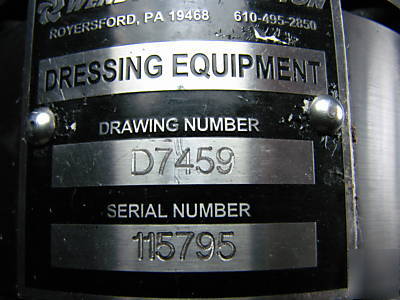 ROYERSFORD, PA 19468 610-495-2850
DRESSING EQUIPMENT
DRAWING NUMBER
D7459
SERIAL NUMBER
115795